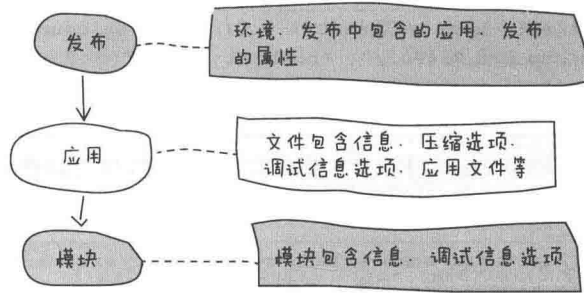 发布
环境、发布中包含的应用、发布
的属性
应用
文件包含信息、压缩选项、
调试信息选项、应用文件等
模块
模块包含信息、调试信息选项